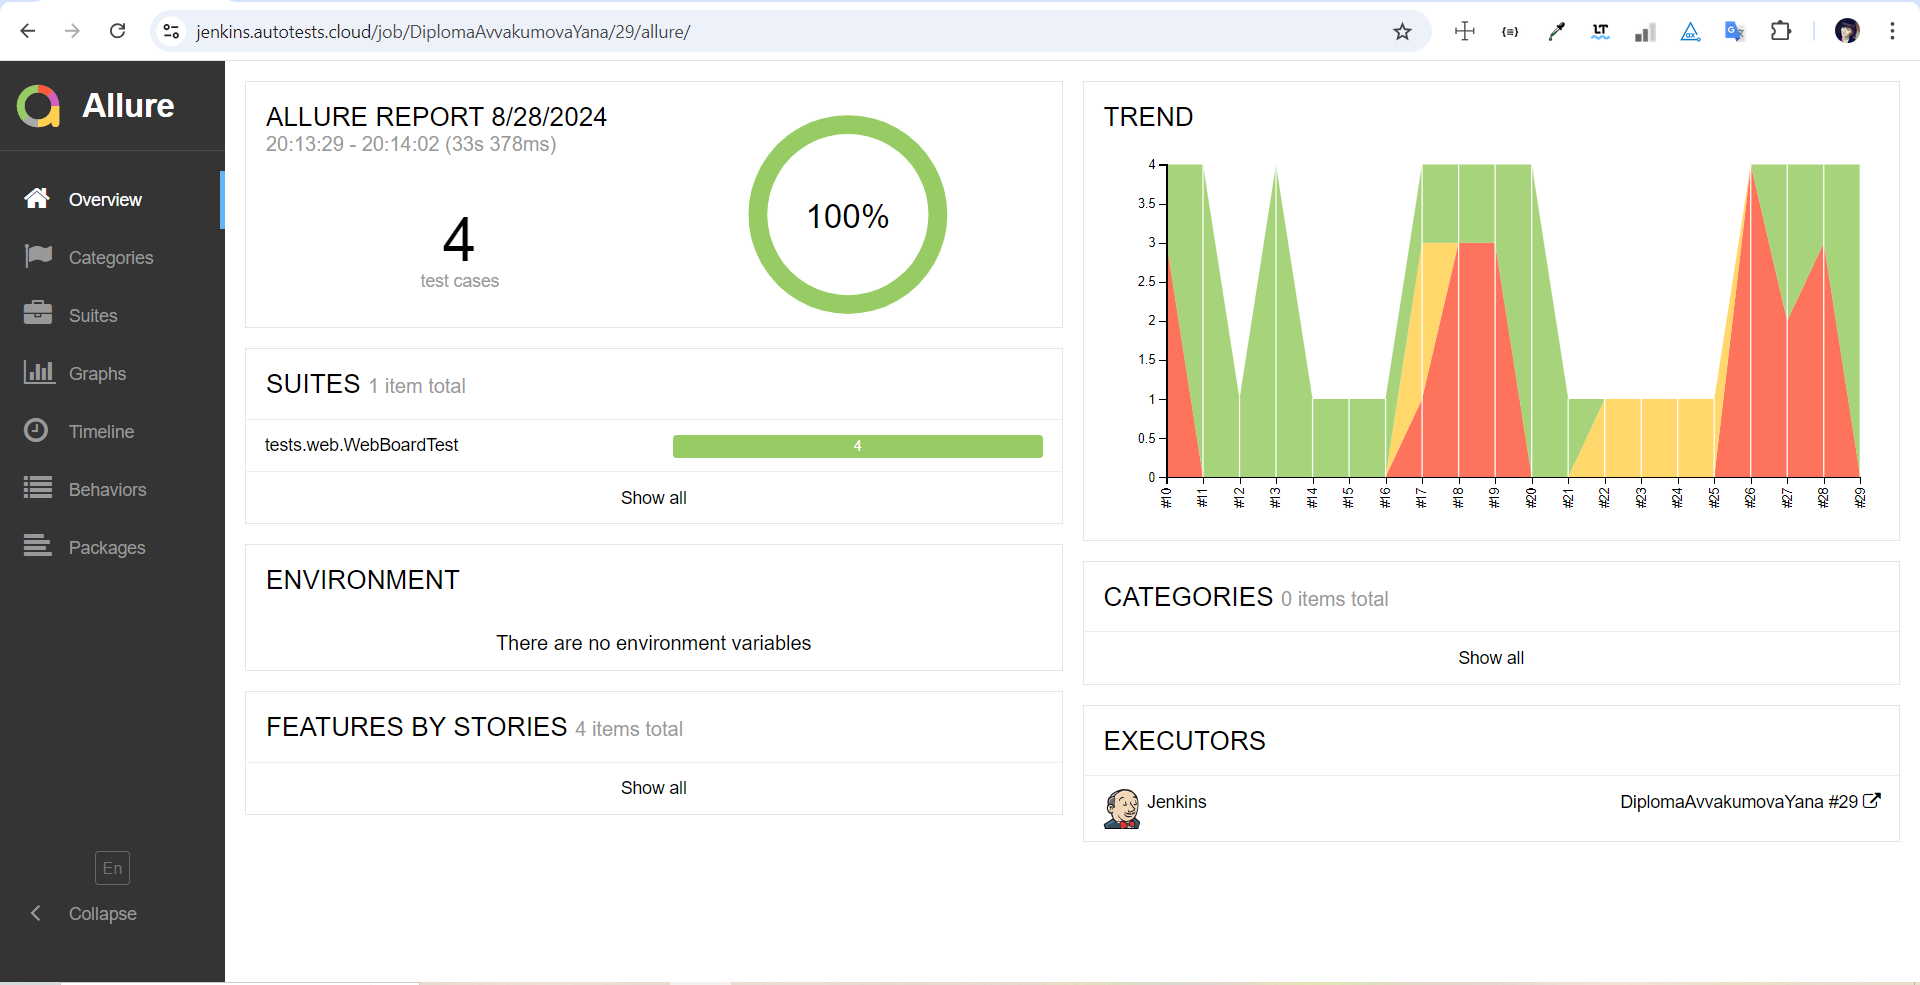 jenkins.autotests.cloud/job/DiplomaAvvakumovaYana/29/allure/
Allure
Overview
Categories
Suites
Graphs
Timeline
Behaviors
Packages
En
Collapse
ALLURE REPORT 8/28/2024
20:13:29 - 20:14:02 (33s 378ms)
4
test cases
100%
SUITES 1 item total
tests.web.WebBoardTest 4
Show all
ENVIRONMENT
There are no environment variables
FEATURES BY STORIES 4 items total
Show all
TREND
4
3.5
3
2.5
2
1.5
1
0.5
0
#10 #11 #12 #13 #14 #15 #16 #17 #18 #19 #20 #21 #22 #23 #24 #25 #26 #27 #28 #29
CATEGORIES 0 items total
Show all
EXECUTORS
Jenkins DiplomaAvvakumovaYana #29